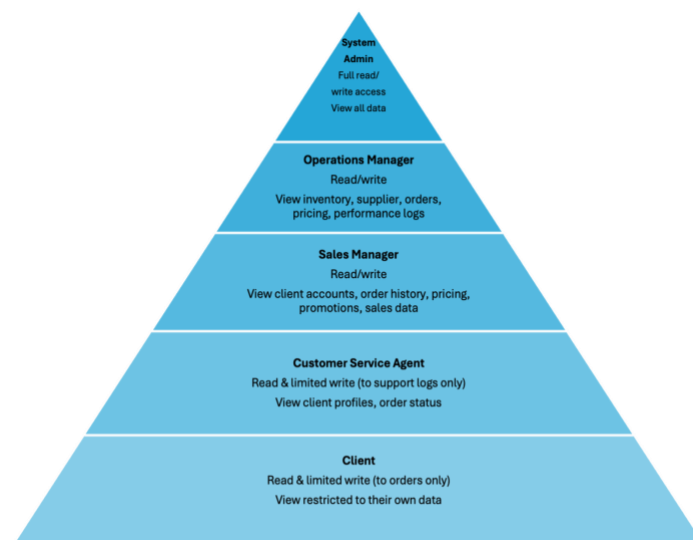 System
Admin
Full read/
write access
View all data
Operations Manager
Read/write
View inventory, supplier, orders,
pricing, performance logs
Sales Manager
Read/write
View client accounts, order history, pricing,
promotions, sales data
Customer Service Agent
Read & limited write (to support logs only)
View client profiles, order status
Client
Read & limited write (to orders only)
View restricted to their own data